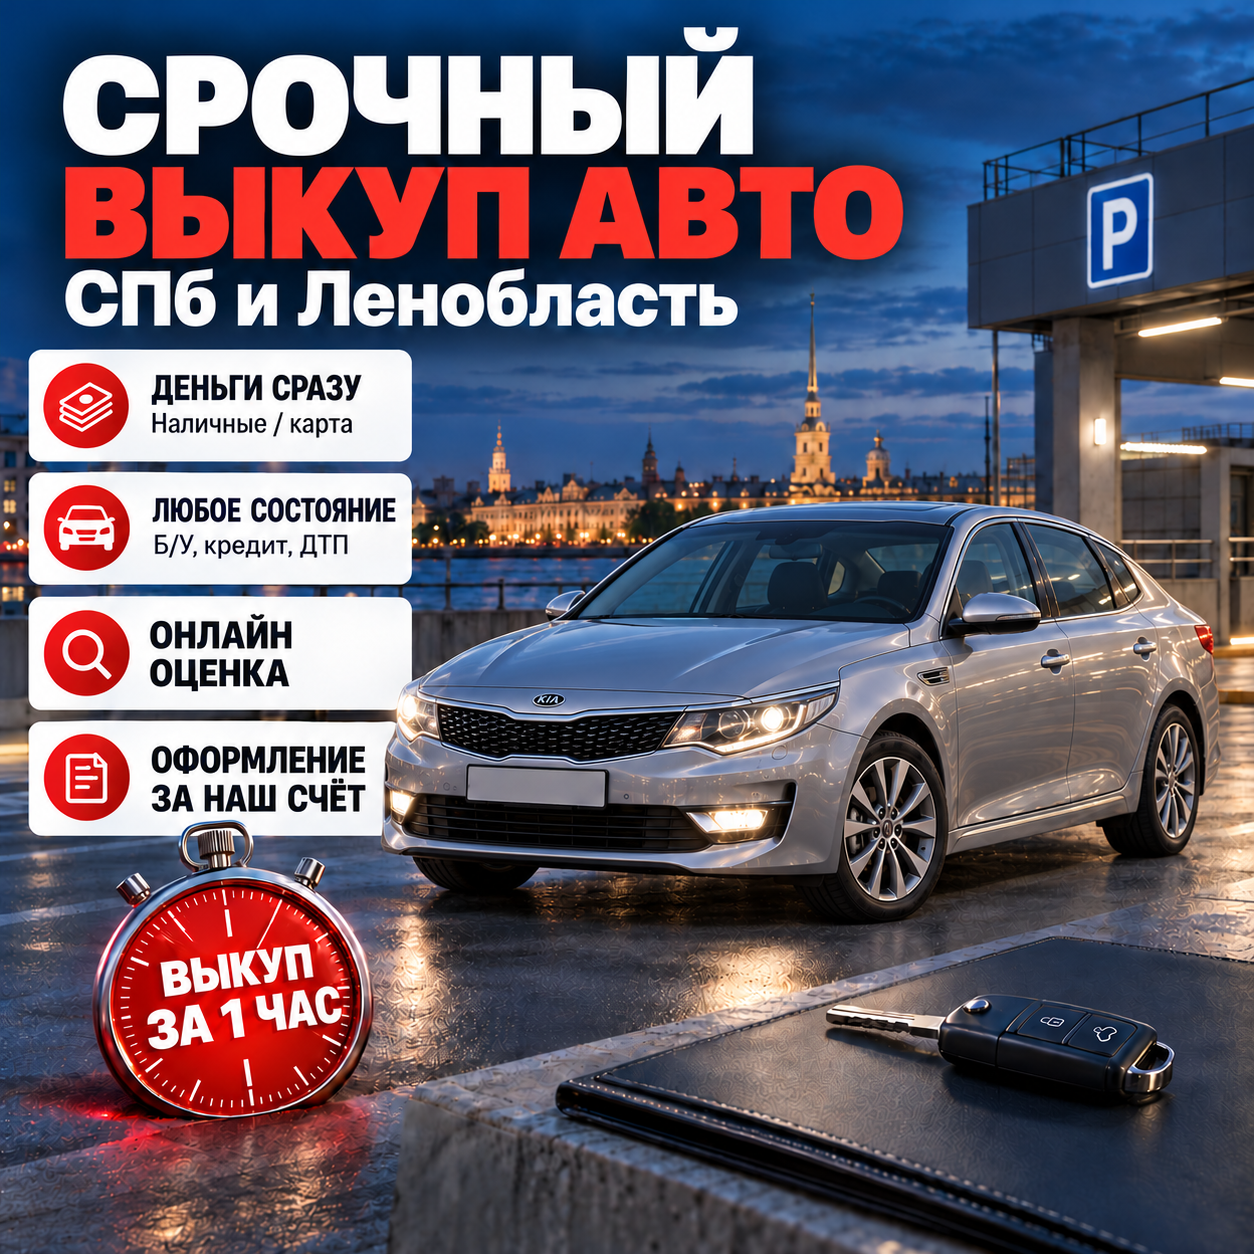 СРОЧНЫЙ
ВЫКУП АВТО
СПб и Ленобласть
ДЕНЬГИ СРАЗУ
Наличные / карта
ЛЮБОЕ СОСТОЯНИЕ
Б/У, кредит, ДТП
ОНЛАЙН
ОЦЕНКА
ОФОРМЛЕНИЕ
ЗА НАШ СЧЁТ
ВЫКУП
ЗА 1 ЧАС
P
KIA